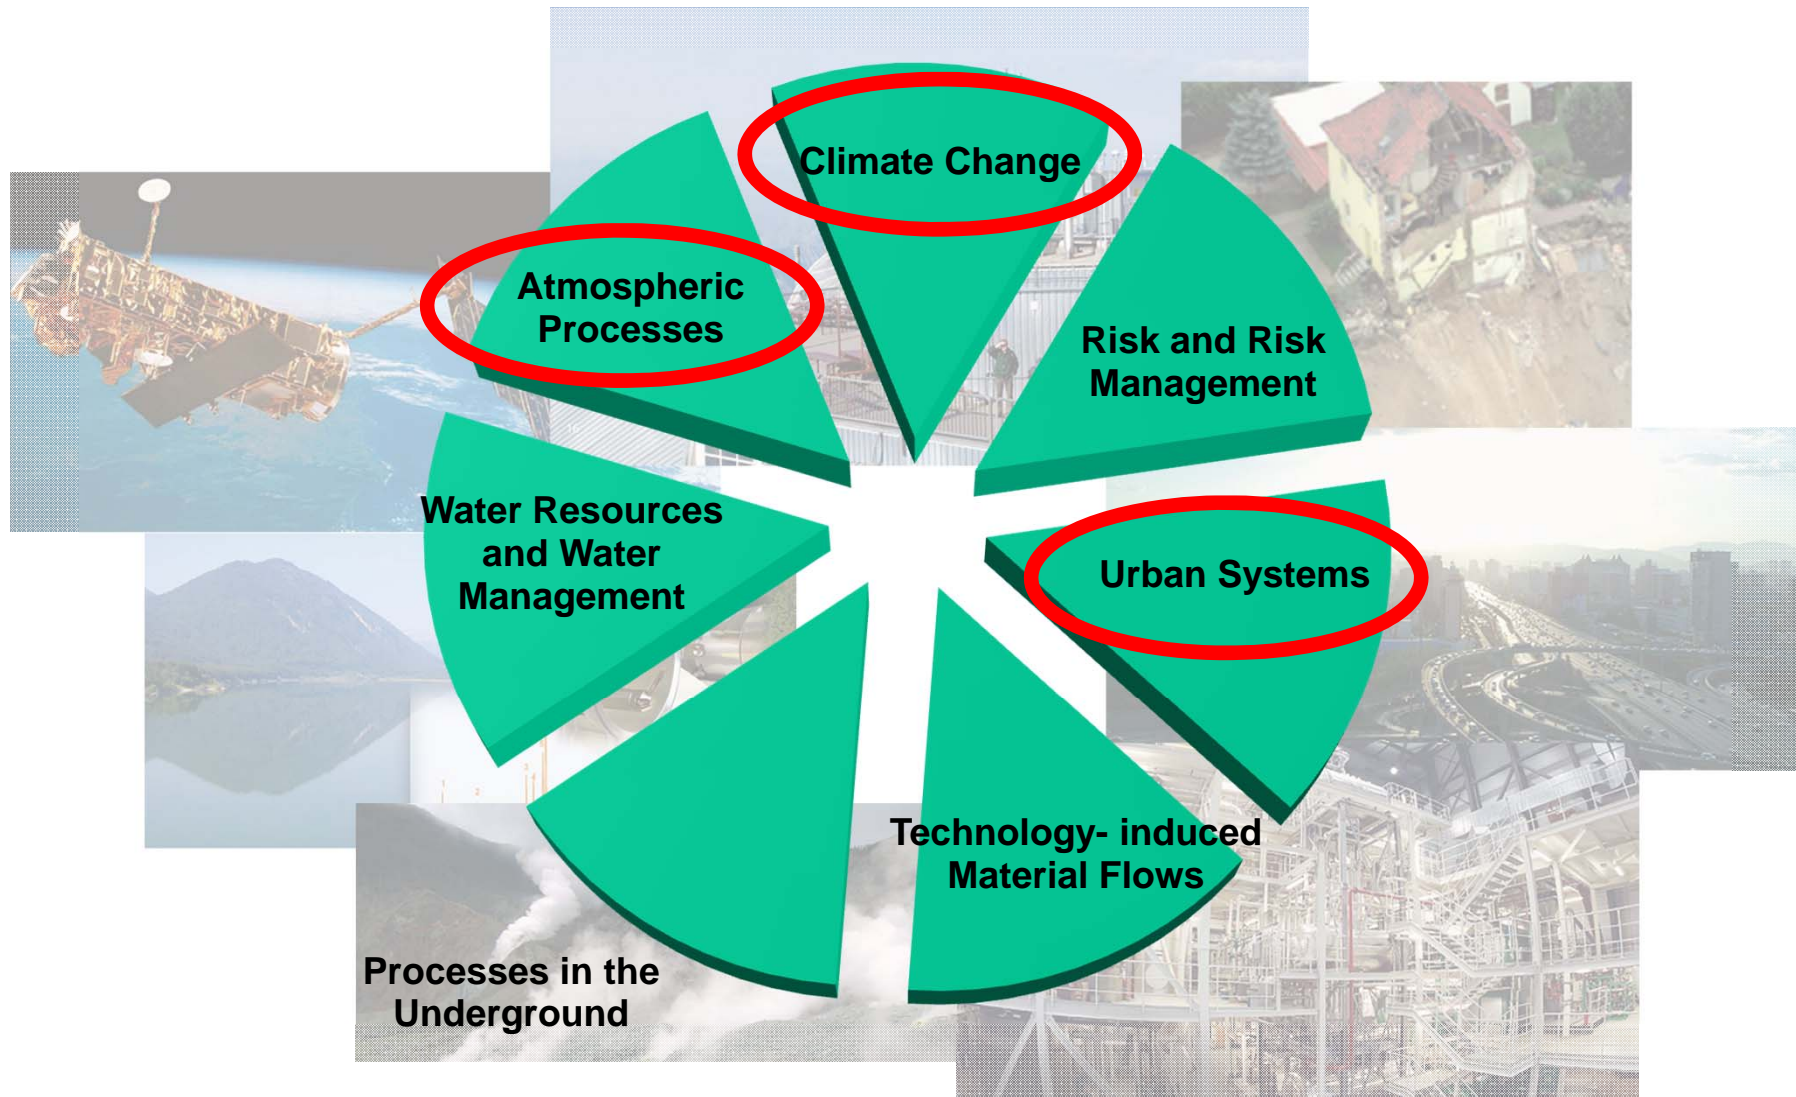 Climate Change
Atmospheric
Processes
Risk and Risk
Management
Water Resources
and Water
Management
Urban Systems
Technology- induced
Material Flows
Processes in the
Underground